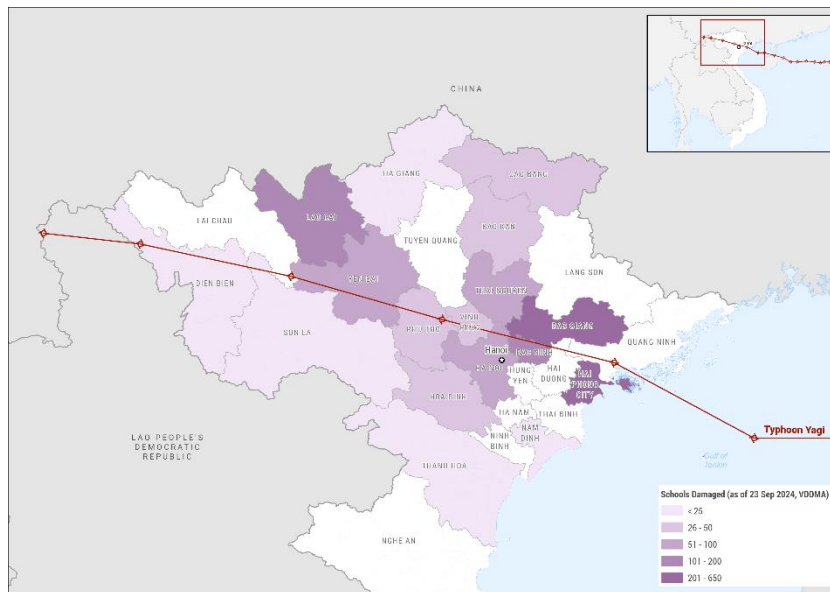 CHINA
HA GIANG
CAO BANG
LAO CAI
LAI CHAU
TUYEN QUANG
BAC KAN
LANG SON
DIEN BIEN
YEN BAI
THAI NGUYEN
SON LA
PHU THO
VINH
PHUC
BAC GIANG
QUANG NINH
Hanoi
HA NOI
BAC NINH
HUNG
YEN
HAI
DUONG
HAI
PHONG
CITY
HOA BINH
HA NAM
THAI BINH
NINH
BINH
NAM
DINH
THANH HOA
NGHE AN
LAO PEOPLE'S
DEMOCRATIC
REPUBLIC
Typhoon Yagi
Gulf of
Tonkin
Schools Damaged (as of 23 Sep 2024, VDDMA)
< 25
26 - 50
51 - 100
101 - 200
201 - 650